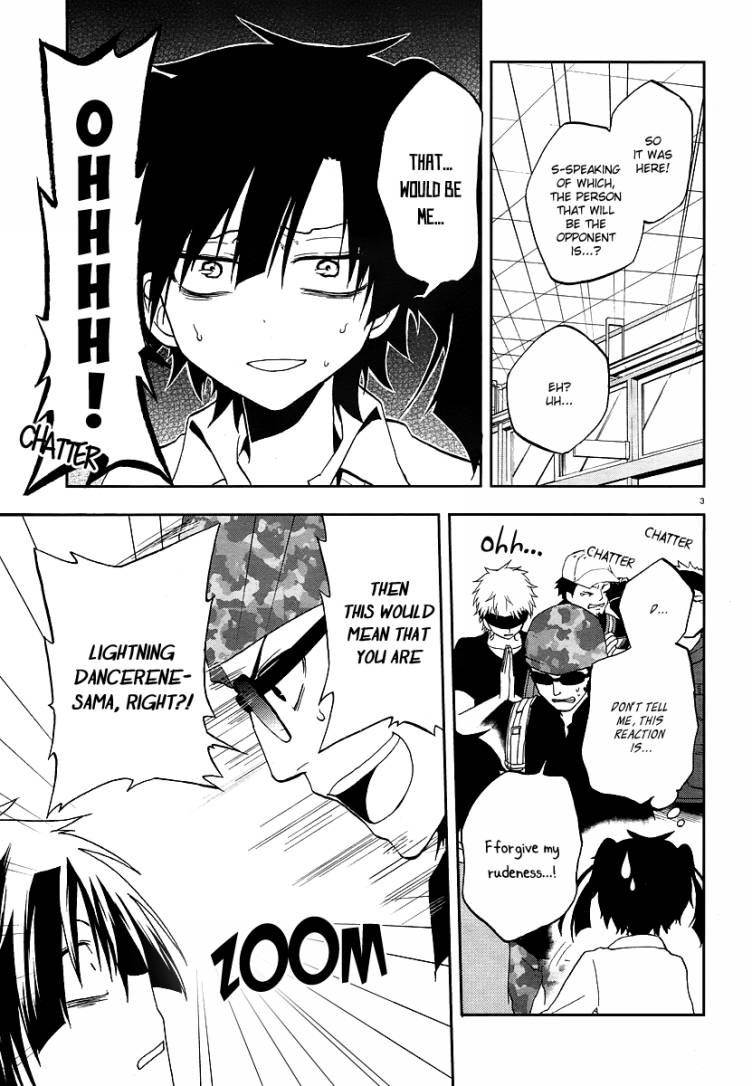 SO
IT WAS
HERE!
S-SPEAKING
OF WHICH,
THE PERSON
THAT WILL
BE THE
OPPONENT
IS...?
EH?
UH...
THAT...
WOULD BE
ME...
OHHHH!
CHATTER
3
CHATTER
CHATTER
Ohh...
D...
DON'T TELL
ME, THIS
REACTION
IS...
F-forgive my
rudeness...!
THEN
THIS WOULD
MEAN THAT
YOU ARE
LIGHTNING
DANCERENE-
SAMA, RIGHT?!
ZOOM